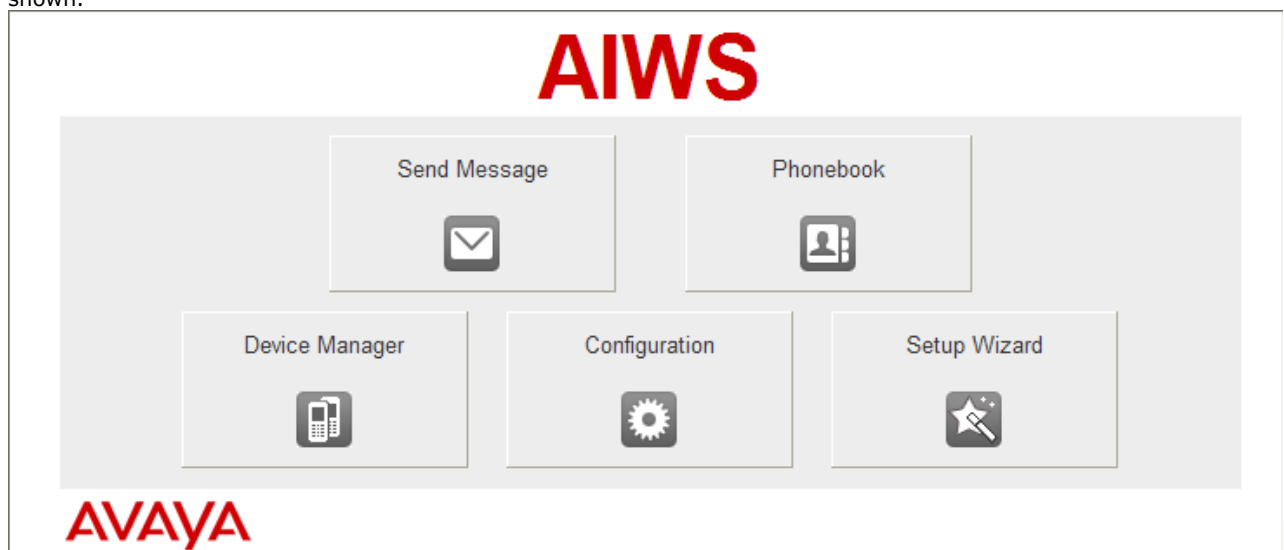 shown.
AIWS
Send Message Phonebook
Device Manager Configuration Setup Wizard
AVAYA